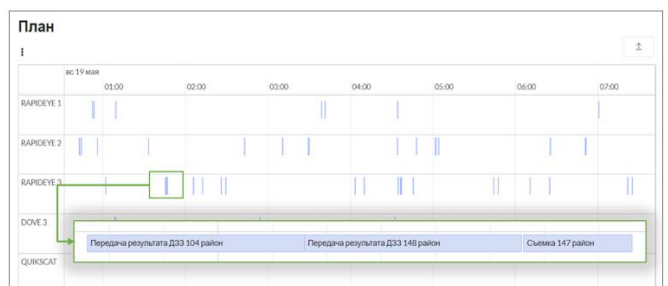 План
вс 19 мая
01:00 02:00 03:00 04:00 05:00 06:00 07:00
RAPIDEYE 1
RAPIDEYE 2
RAPIDEYE 3
DOVE 3
Передача результата ДЗЗ 104 район Передача результата ДЗЗ 148 район Съемка 147 район
QUIKSCAT